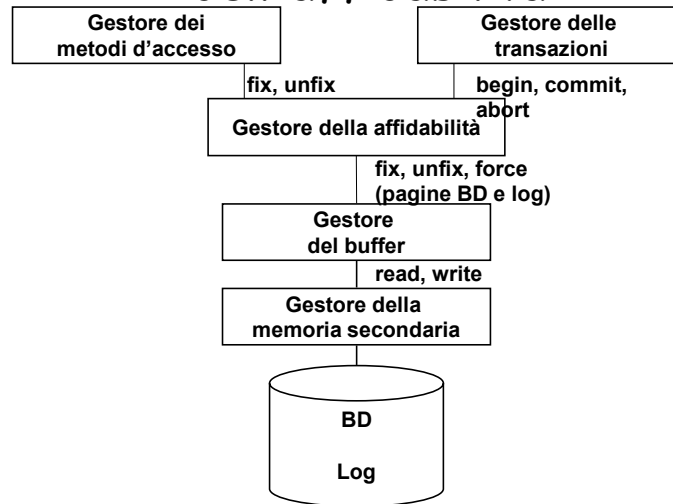 Gestore dei
metodi d'accesso
Gestore delle
transazioni
fix, unfix
begin, commit,
abort
Gestore della affidabilità
fix, unfix, force
(pagine BD e log)
Gestore
del buffer
read, write
Gestore della
memoria secondaria
BD
Log